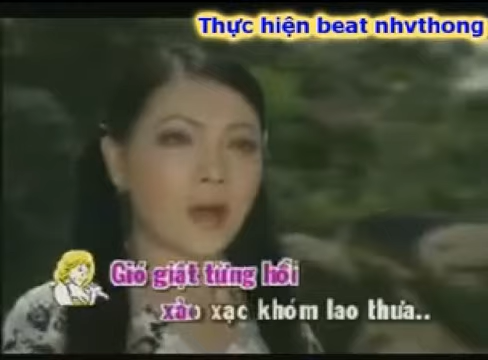 Thực hiện beat nhvthong
Gió giật từng hồi
xào xạc khóm lao thưa..